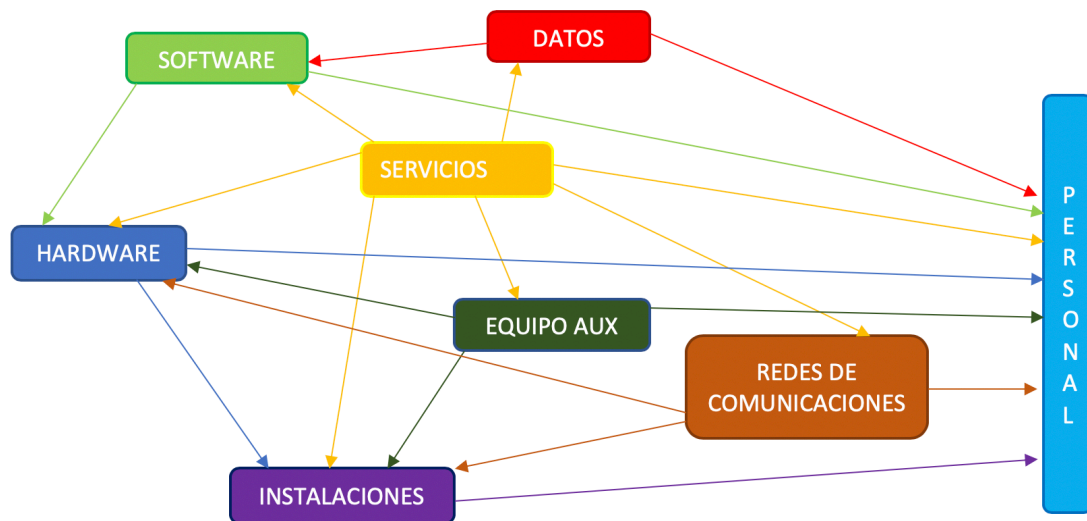 DATOS
SOFTWARE
SERVICIOS
HARDWARE
EQUIPO AUX
REDES DE
COMUNICACIONES
INSTALACIONES
P
E
R
S
O
N
A
L